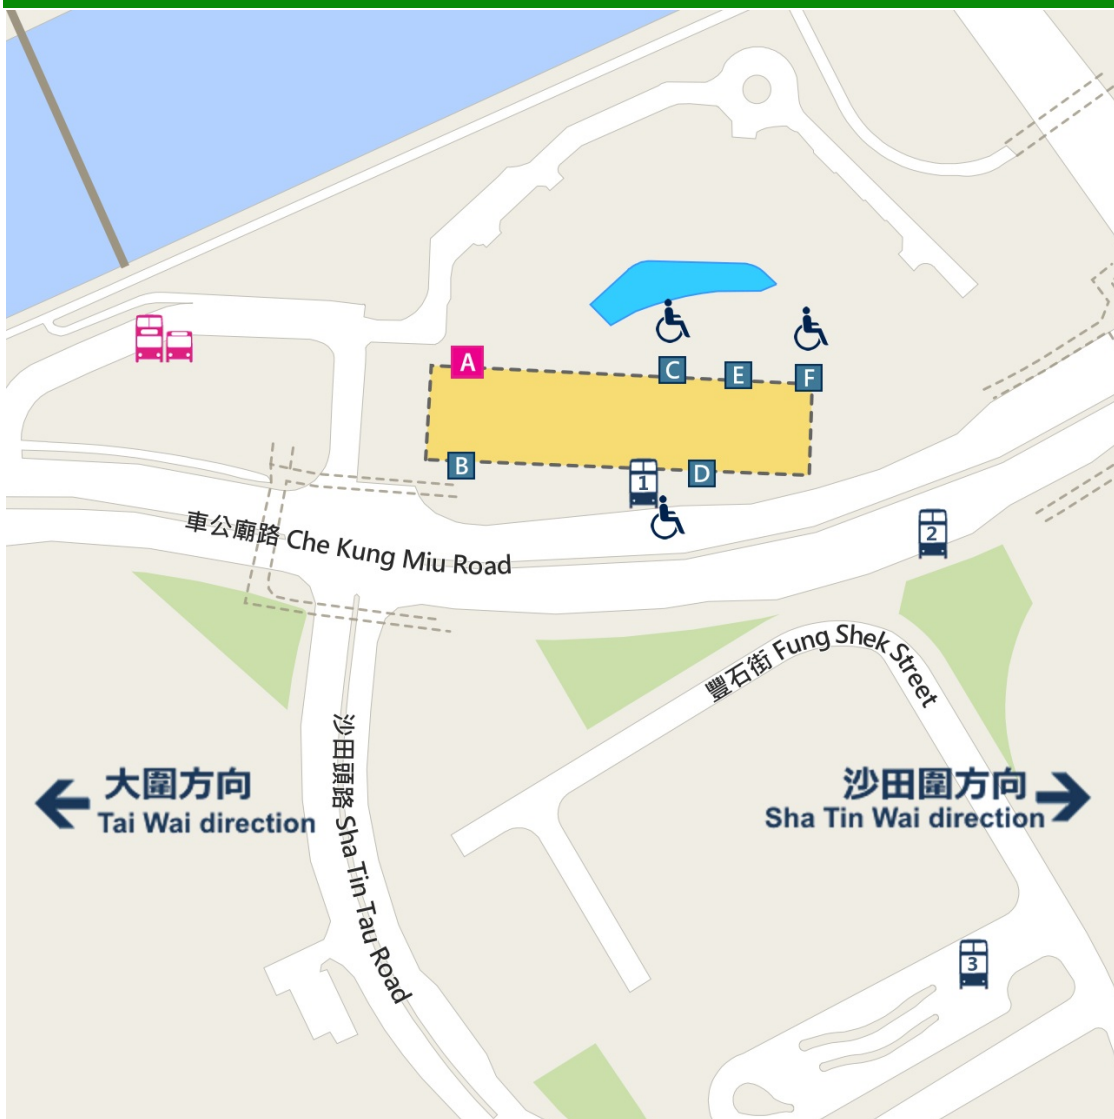 A
C
E
F
B
1
D
2
車公廟路 Che Kung Miu Road
豐石街 Fung Shek Street
沙田頭路 Sha Tin Tau Road
大圍方向
Tai Wai direction
沙田圍方向
Sha Tin Wai direction
3